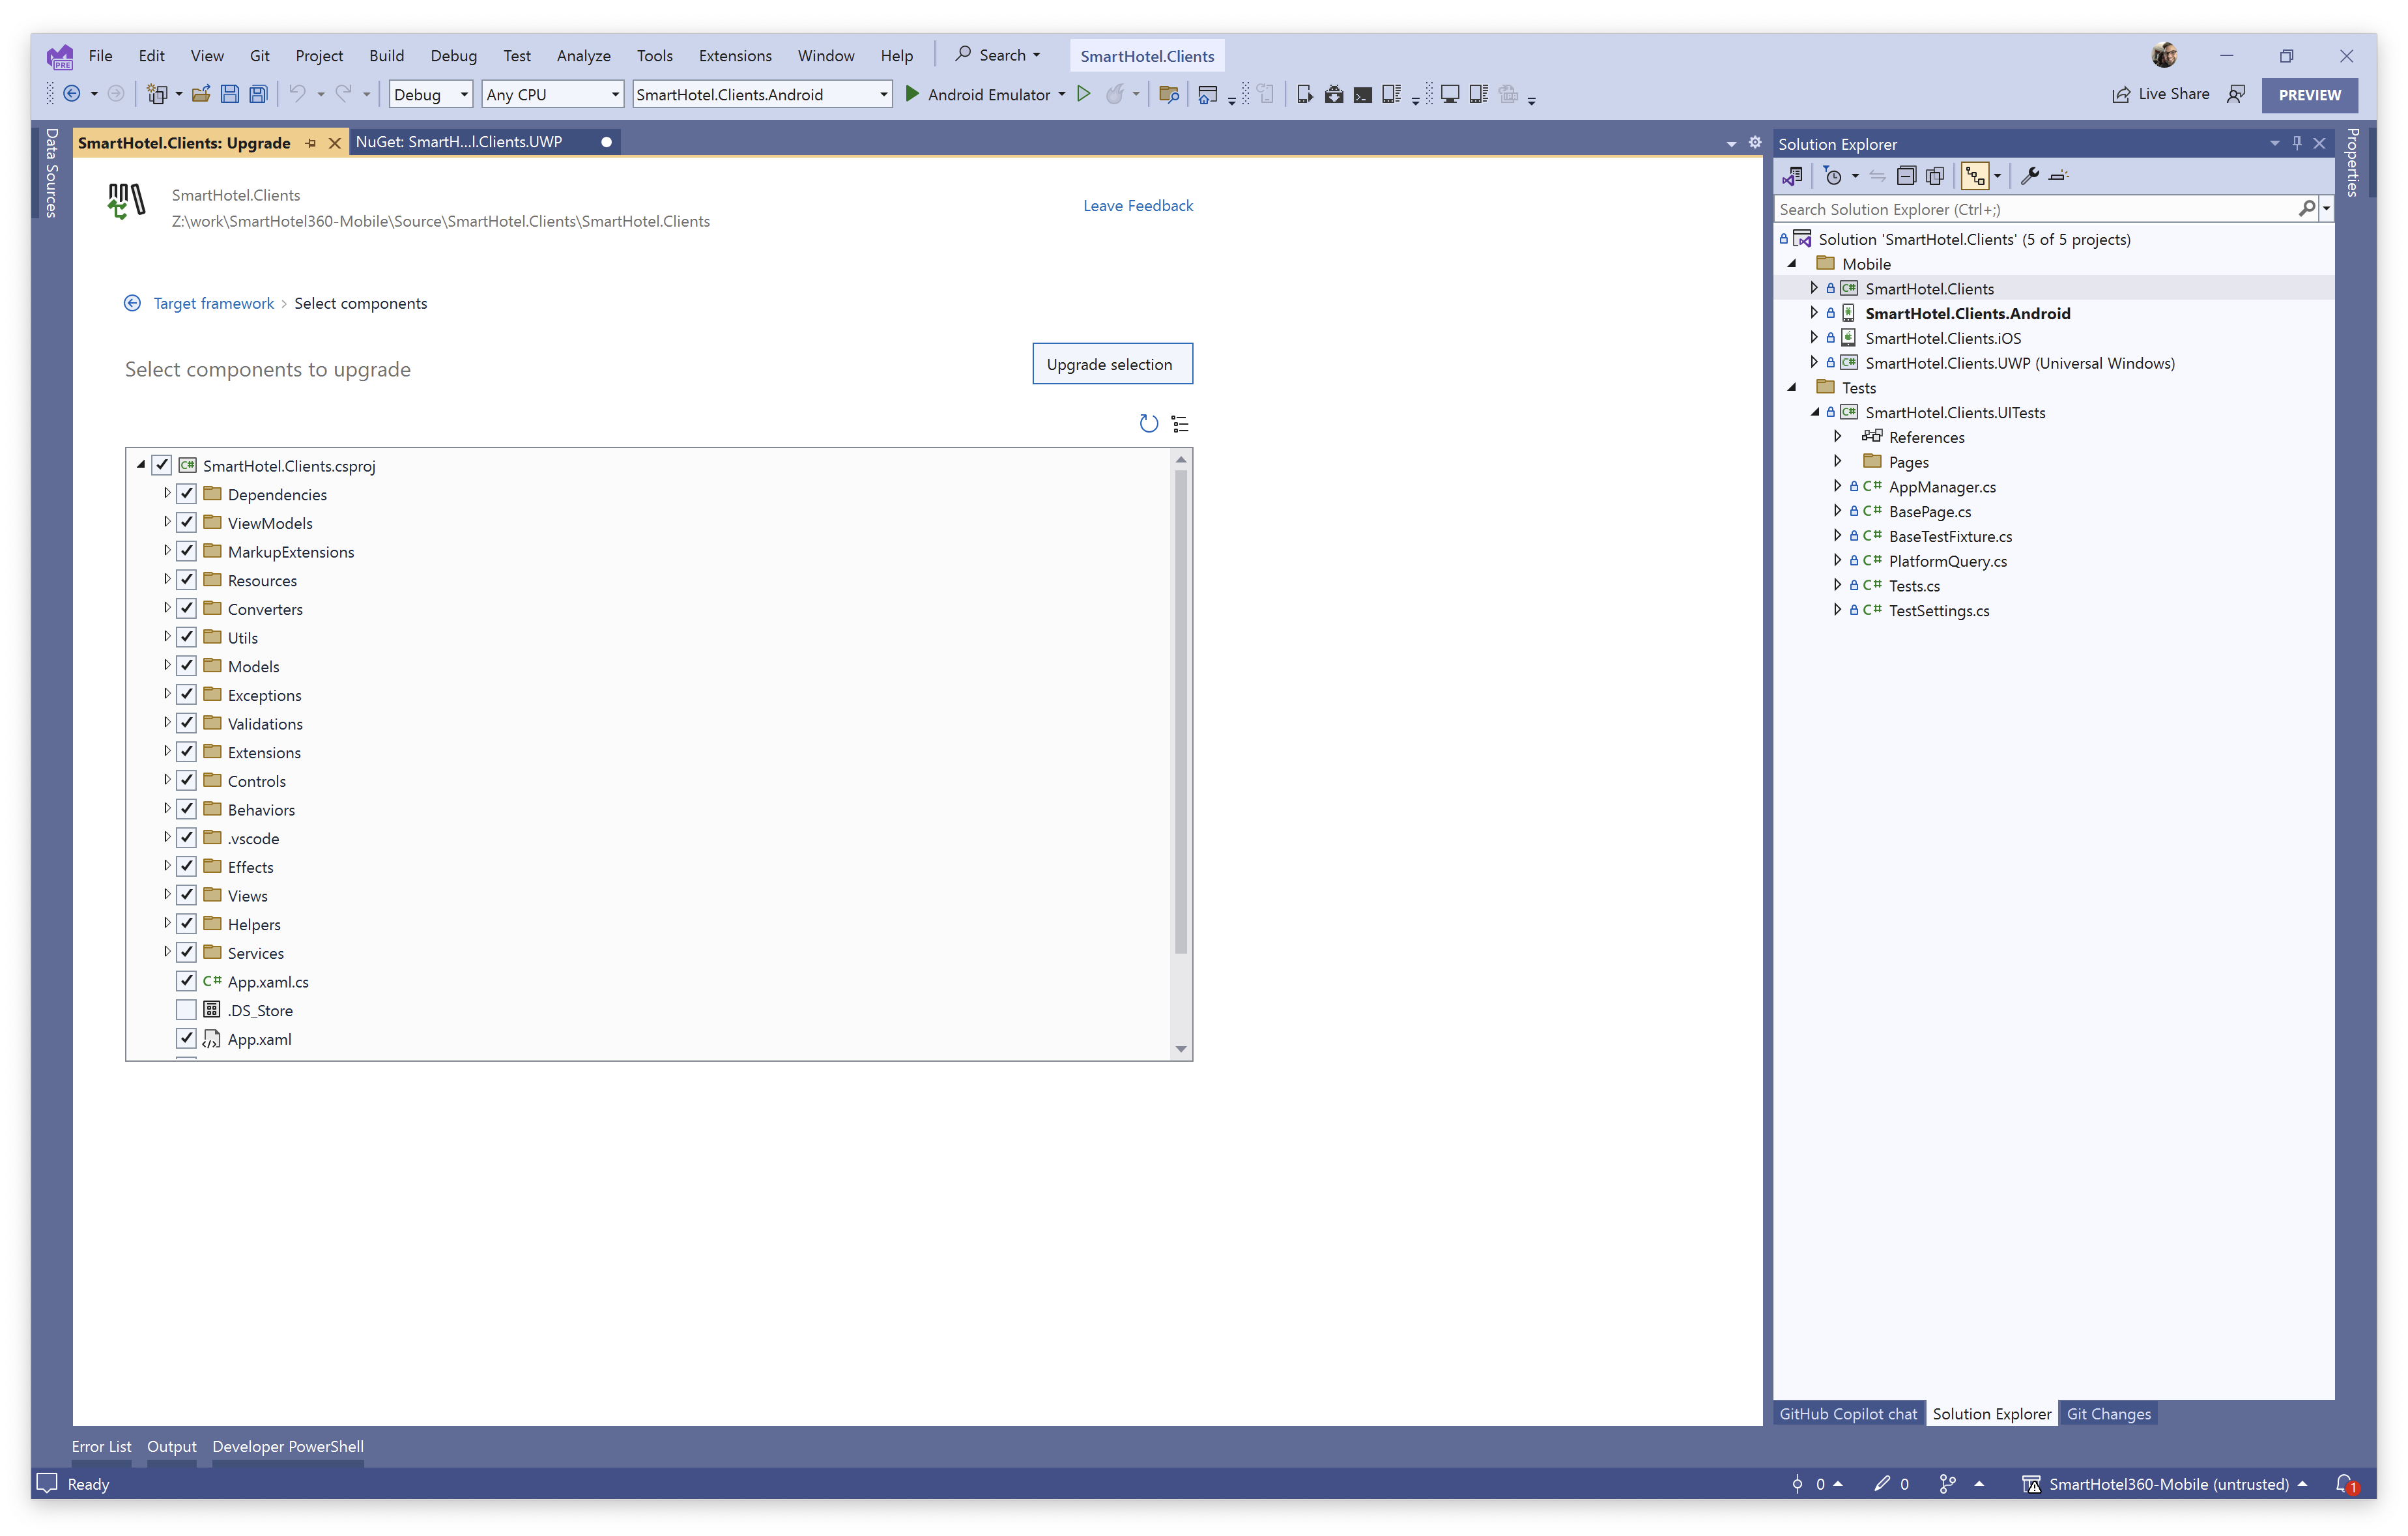 File Edit View Git Project Build Debug Test Analyze Tools Extensions Window Help Search SmartHotel.Clients
PRE
Debug Any CPU SmartHotel.Clients.Android Android Emulator Live Share PREVIEW
Data Sources
SmartHotel.Clients: Upgrade NuGet: SmartH...l.Clients.UWP
SmartHotel.Clients
Z:\work\SmartHotel360-Mobile\Source\SmartHotel.Clients\SmartHotel.Clients
Leave Feedback
Target framework > Select components
Select components to upgrade
Upgrade selection
C# SmartHotel.Clients.csproj
Dependencies
ViewModels
MarkupExtensions
Resources
Converters
Utils
Models
Exceptions
Validations
Extensions
Controls
Behaviors
.vscode
Effects
Views
Helpers
Services
C# App.xaml.cs
.DS_Store
App.xaml
Solution Explorer
Search Solution Explorer (Ctrl+;)
Solution 'SmartHotel.Clients' (5 of 5 projects)
Mobile
C# SmartHotel.Clients
SmartHotel.Clients.Android
SmartHotel.Clients.iOS
C# SmartHotel.Clients.UWP (Universal Windows)
Tests
C# SmartHotel.Clients.UITests
References
Pages
C# AppManager.cs
C# BasePage.cs
C# BaseTestFixture.cs
C# PlatformQuery.cs
C# Tests.cs
C# TestSettings.cs
Properties
GitHub Copilot chat Solution Explorer Git Changes
Error List Output Developer PowerShell
Ready 0 0 SmartHotel360-Mobile (untrusted) 1